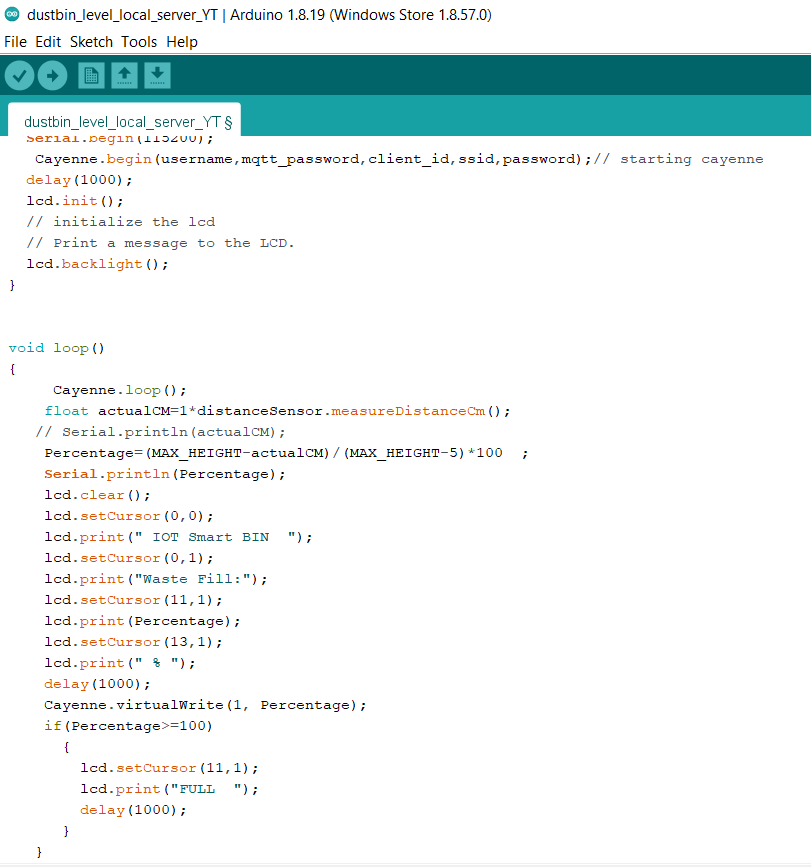 dustbin_level_local_server_YT | Arduino 1.8.19 (Windows Store 1.8.57.0)
File Edit Sketch Tools Help
dustbin_level_local_server_YT §
Serial.begin(115200);
Cayenne.begin(username,mqtt_password,client_id,ssid,password);// starting cayenne
delay(1000);
lcd.init();
// initialize the lcd
// Print a message to the LCD.
lcd.backlight();
}
void loop()
{
Cayenne.loop();
float actualCM=1*distanceSensor.measureDistanceCm();
// Serial.println(actualCM);
Percentage=(MAX_HEIGHT-actualCM)/(MAX_HEIGHT-5)*100  ;
Serial.println(Percentage);
lcd.clear();
lcd.setCursor(0,0);
lcd.print(" IOT Smart BIN  ");
lcd.setCursor(0,1);
lcd.print("Waste Fill:");
lcd.setCursor(11,1);
lcd.print(Percentage);
lcd.setCursor(13,1);
lcd.print(" % ");
delay(1000);
Cayenne.virtualWrite(1, Percentage);
if(Percentage>=100)
{
lcd.setCursor(11,1);
lcd.print("FULL  ");
delay(1000);
}
}